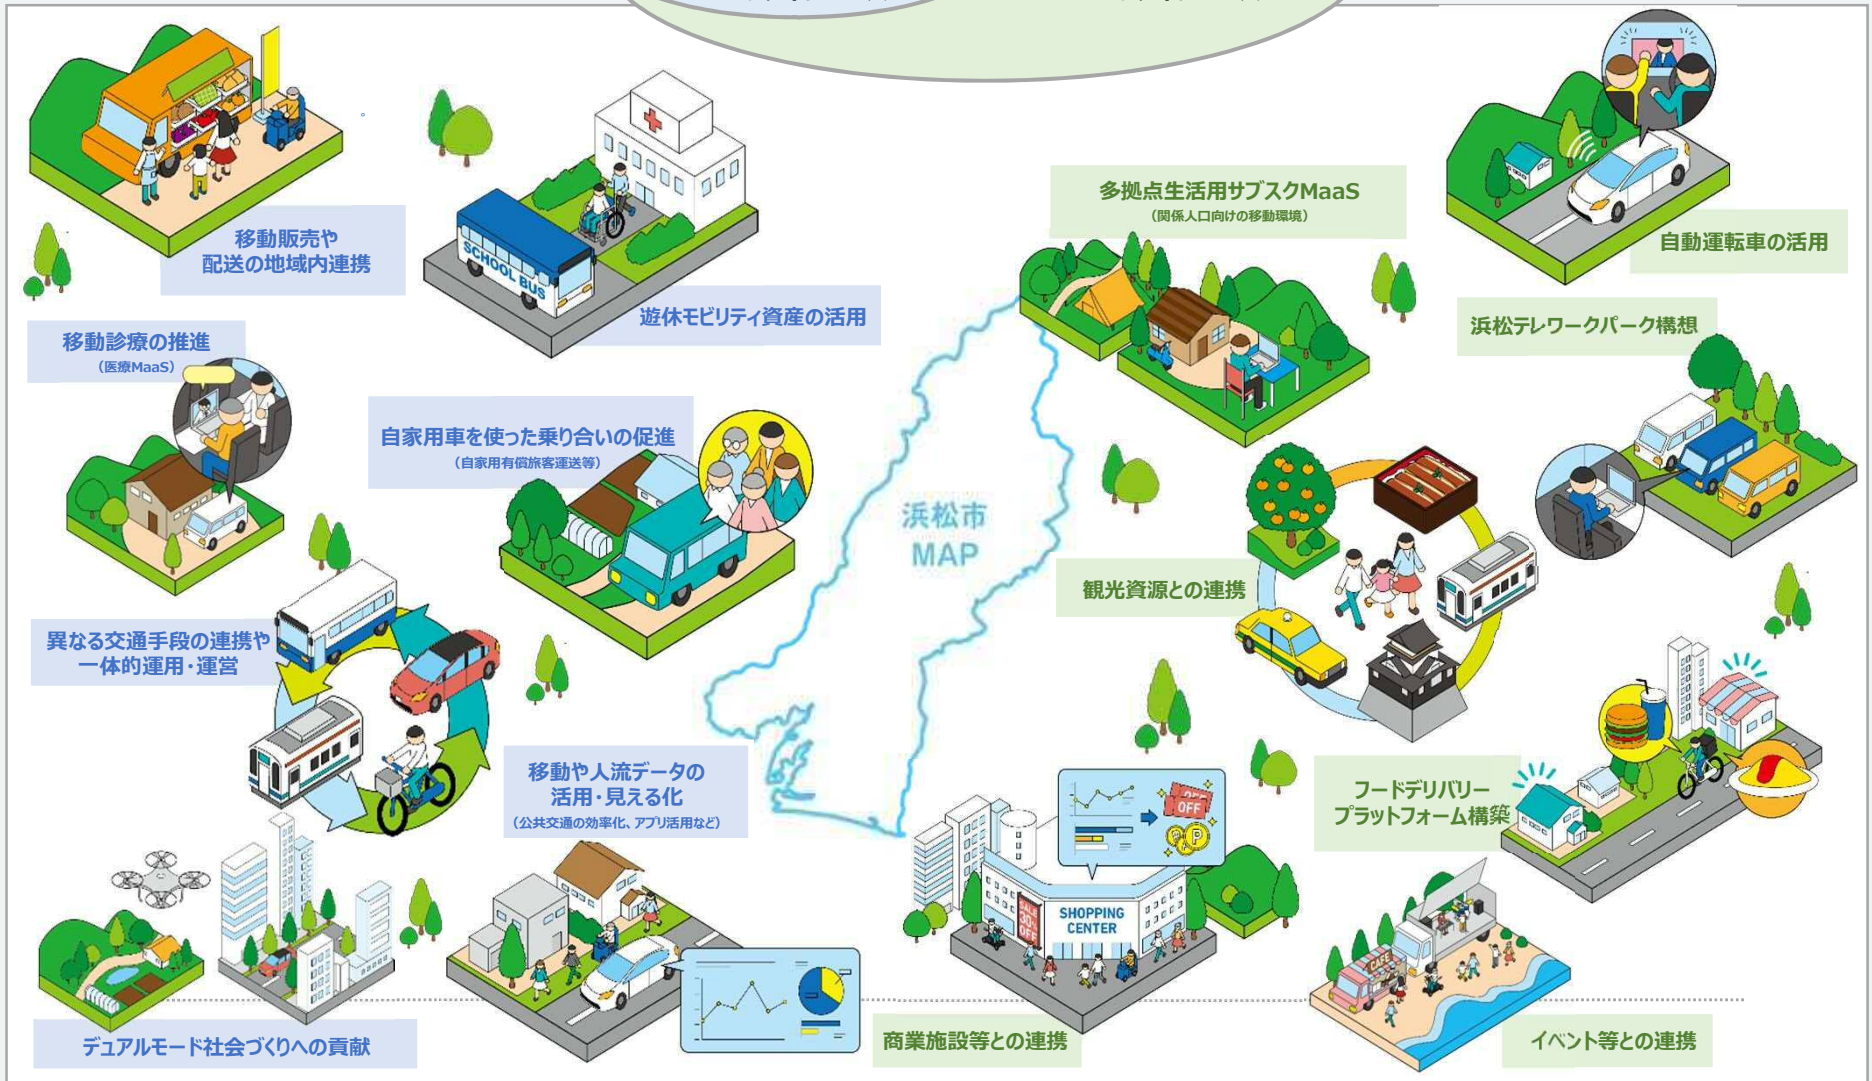 移動販売や
配送の地域内連携
SCHOOL BUS
遊休モビリティ資産の活用
多拠点生活用サブスクMaaS
(関係人口向けの移動環境)
自動運転車の活用
移動診療の推進
(医療MaaS)
浜松テレワークパーク構想
自家用車を使った乗り合いの促進
(自家用有償旅客運送等)
浜松市
MAP
観光資源との連携
異なる交通手段の連携や
一体的運用・運営
移動や人流データの
活用・見える化
(公共交通の効率化、アプリ活用など)
フードデリバリー
プラットフォーム構築
OFF
OFF
P
SALE
30%
OFF
SHOPPING
CENTER
CAFE
デュアルモード社会づくりへの貢献
商業施設等との連携
イベント等との連携